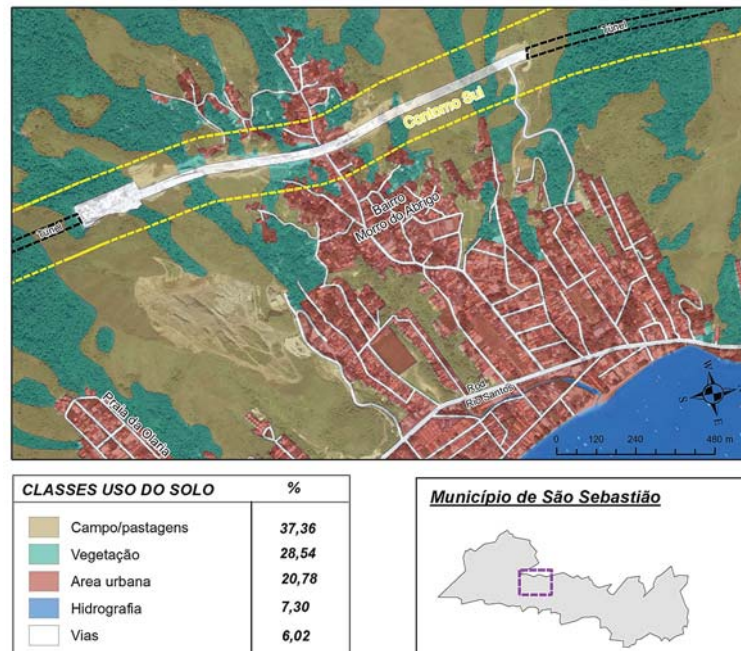 Túnel
Contorno Sul
Túnel
Bairro
Morro do Abrigo
Rod.
Rio Santos
Praia da Olaria
W
S
E
0 120 240 480 m
CLASSES USO DO SOLO %
Campo/pastagens 37,36
Vegetação 28,54
Area urbana 20,78
Hidrografia 7,30
Vias 6,02
Município de São Sebastião